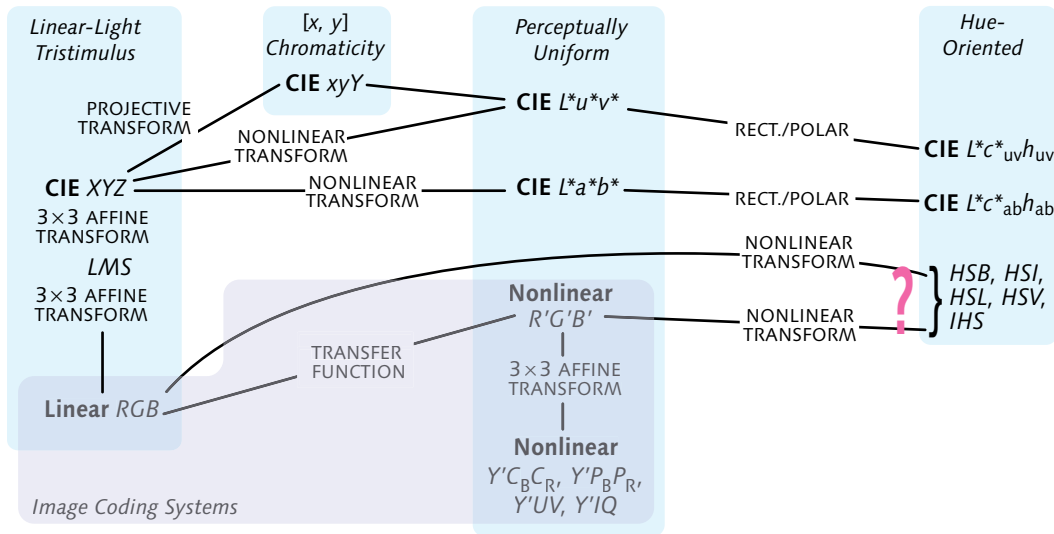 Linear-Light
Tristimulus
[x, y]
Chromaticity
Perceptually
Uniform
Hue-
Oriented
CIE xyY
CIE L*u*v*
PROJECTIVE
TRANSFORM
NONLINEAR
TRANSFORM
RECT./POLAR
CIE L*c*uvhuv
CIE XYZ
NONLINEAR
TRANSFORM
CIE L*a*b*
RECT./POLAR
CIE L*c*abhab
3×3 AFFINE
TRANSFORM
LMS
3×3 AFFINE
TRANSFORM
NONLINEAR
TRANSFORM
?
}
HSB, HSI,
HSL, HSV,
IHS
Nonlinear
R'G'B'
NONLINEAR
TRANSFORM
TRANSFER
FUNCTION
3×3 AFFINE
TRANSFORM
Linear RGB
Nonlinear
Y'CBCR, Y'PBPR,
Y'UV, Y'IQ
Image Coding Systems